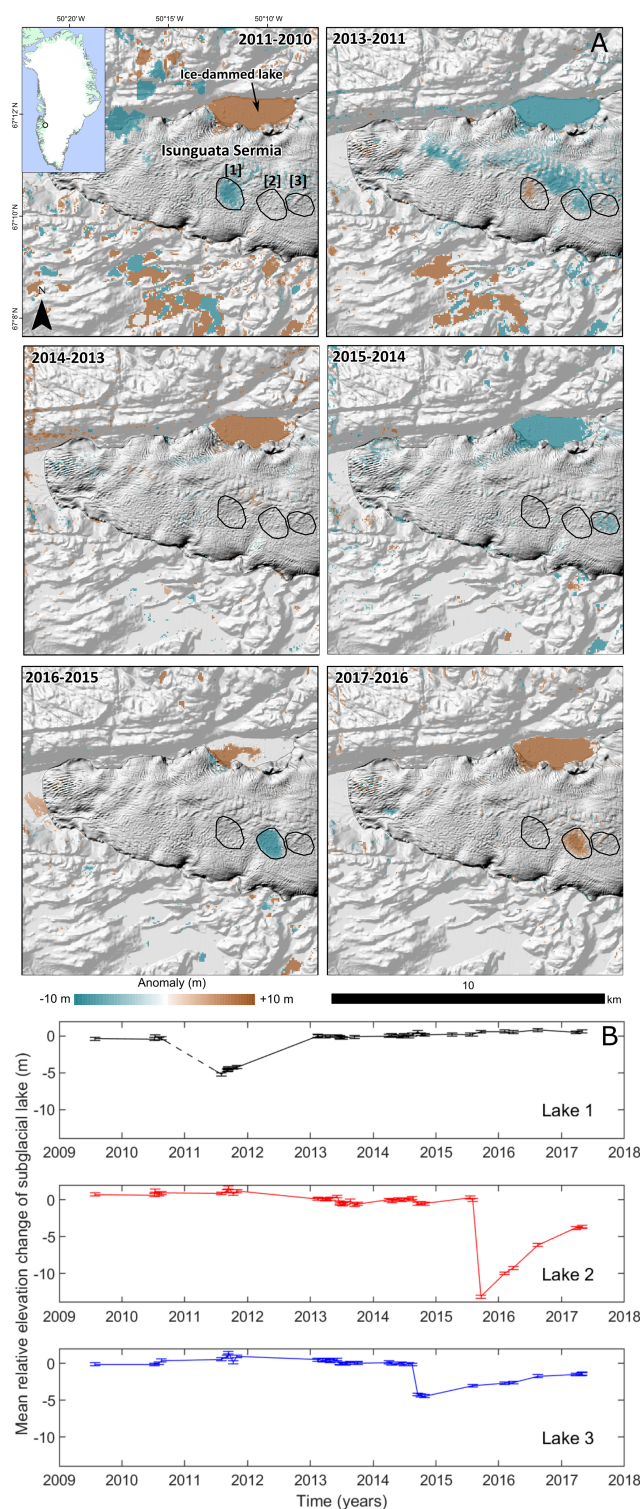 50°20'W 50°15'W 50°10'W
2011-2010
2013-2011
A
Ice-dammed lake
67°12'N
Isunguata Sermia
[1]
[2] [3]
67°10'N
N
67°8'N
2014-2013
2015-2014
2016-2015
2017-2016
Anomaly (m)
-10 m
+10 m
10
km
B
Mean relative elevation change of subglacial lake (m)
0
-5
-10
Lake 1
2009 2010 2011 2012 2013 2014 2015 2016 2017 2018
0
-5
-10
Lake 2
2009 2010 2011 2012 2013 2014 2015 2016 2017 2018
0
-5
-10
Lake 3
2009 2010 2011 2012 2013 2014 2015 2016 2017 2018
Time (years)